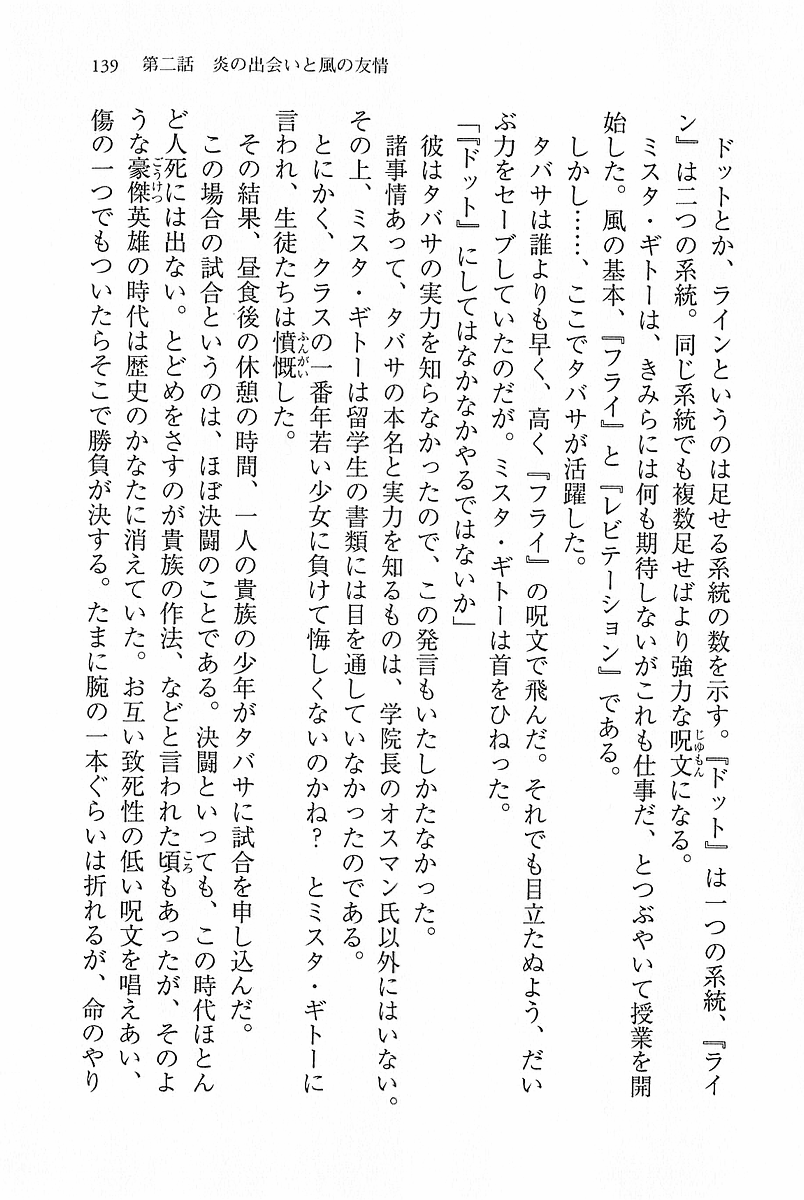 139　第二話　炎の出会いと風の友情
ドットとか、ラインというのは足せる系統の数を示す。『ドット』は一つの系統、『ライ
ン』は二つの系統。同じ系統でも複数足せばより強力な呪文になる。
じゆもん
ミスタ・ギトーは、きみらには何も期待しないがこれも仕事だ、とつぶやいて授業を開
始した。風の基本、『フライ』と『レビテーション』である。
しかし……、ここでタバサが活躍した。
タバサは誰よりも早く、高く『フライ』の呪文で飛んだ。それでも目立たぬよう、だい
ぶ力をセーブしていたのだが。ミスタ・ギトーは首をひねった。
「『ドット』にしてはなかなかやるではないか」
彼はタバサの実力を知らなかったので、この発言もいたしかたなかった。
諸事情あって、タバサの本名と実力を知るものは、学院長のオスマン氏以外にはいない。
その上、ミスタ・ギトーは留学生の書類には目を通していなかったのである。
とにかく、クラスの一番年若い少女に負けて悔しくないのかね？　とミスタ・ギトーに
言われ、生徒たちは憤慨した。
ふんがい
その結果、昼食後の休憩の時間、一人の貴族の少年がタバサに試合を申し込んだ。
この場合の試合というのは、ほぼ決闘のことである。決闘といっても、この時代ほとん
ど人死には出ない。とどめをさすのが貴族の作法、などと言われた頃もあったが、そのよ
ころ
うな豪傑英雄の時代は歴史のかなたに消えていた。お互い致死性の低い呪文を唱えあい、
ごうけつ
傷の一つでもついたらそこで勝負が決する。たまに腕の一本ぐらいは折れるが、命のやり